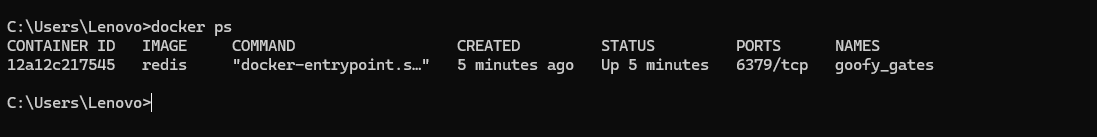 C:\Users\Lenovo>docker ps
CONTAINER ID   IMAGE     COMMAND                  CREATED         STATUS         PORTS      NAMES
12a12c217545   redis     "docker-entrypoint.s…"   5 minutes ago   Up 5 minutes   6379/tcp   goofy_gates
C:\Users\Lenovo>